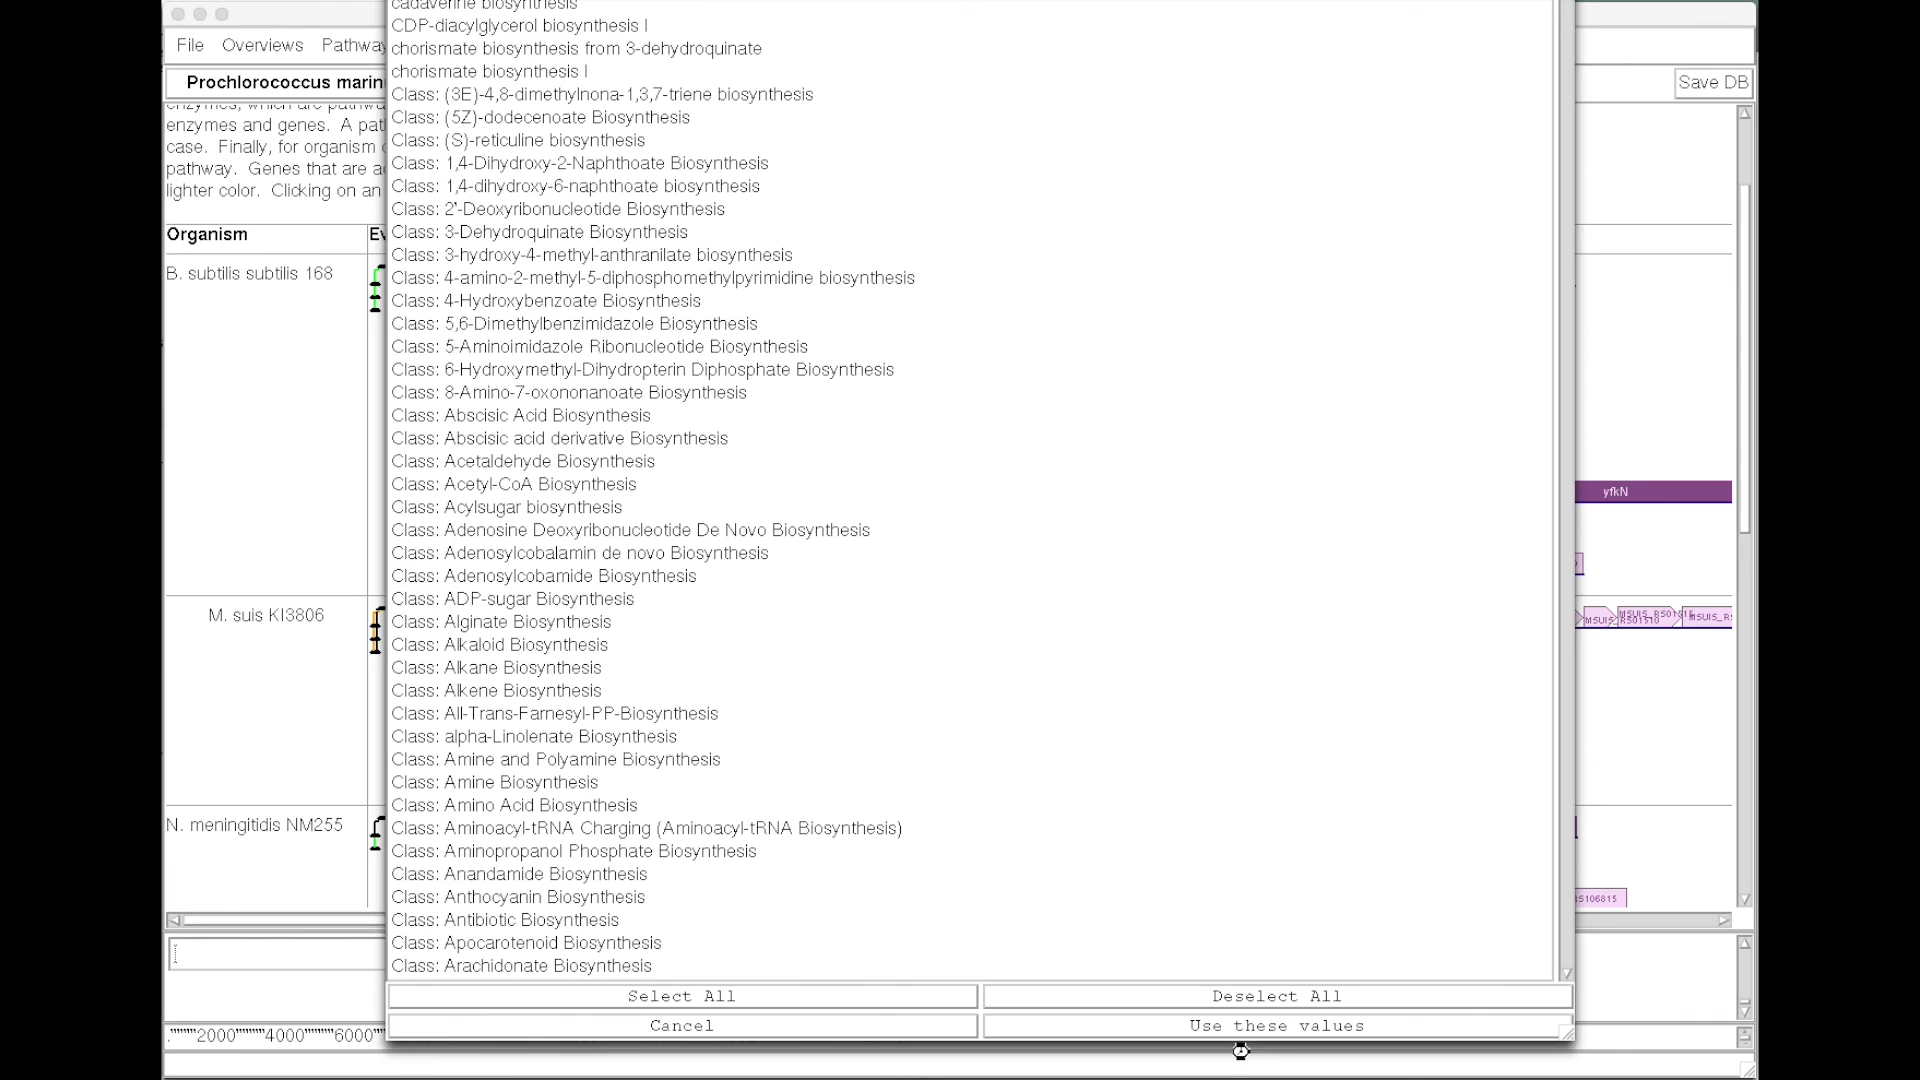 File Overviews Pathway
Prochlorococcus marin
Save DB
enzymes, which are pathwa
enzymes and genes. A pat
case. Finally, for organism
pathway. Genes that are a
lighter color. Clicking on an
Organism
Ev
B. subtilis subtilis 168
M. suis KI3806
N. meningitidis NM255
cadaverine biosynthesis
CDP-diacylglycerol biosynthesis I
chorismate biosynthesis from 3-dehydroquinate
chorismate biosynthesis I
Class: (3E)-4,8-dimethylnona-1,3,7-triene biosynthesis
Class: (5Z)-dodecenoate Biosynthesis
Class: (S)-reticuline biosynthesis
Class: 1,4-Dihydroxy-2-Naphthoate Biosynthesis
Class: 1,4-dihydroxy-6-naphthoate biosynthesis
Class: 2'-Deoxyribonucleotide Biosynthesis
Class: 3-Dehydroquinate Biosynthesis
Class: 3-hydroxy-4-methyl-anthranilate biosynthesis
Class: 4-amino-2-methyl-5-diphosphomethylpyrimidine biosynthesis
Class: 4-Hydroxybenzoate Biosynthesis
Class: 5,6-Dimethylbenzimidazole Biosynthesis
Class: 5-Aminoimidazole Ribonucleotide Biosynthesis
Class: 6-Hydroxymethyl-Dihydropterin Diphosphate Biosynthesis
Class: 8-Amino-7-oxononanoate Biosynthesis
Class: Abscisic Acid Biosynthesis
Class: Abscisic acid derivative Biosynthesis
Class: Acetaldehyde Biosynthesis
Class: Acetyl-CoA Biosynthesis
Class: Acylsugar biosynthesis
Class: Adenosine Deoxyribonucleotide De Novo Biosynthesis
Class: Adenosylcobalamin de novo Biosynthesis
Class: Adenosylcobamide Biosynthesis
Class: ADP-sugar Biosynthesis
Class: Alginate Biosynthesis
Class: Alkaloid Biosynthesis
Class: Alkane Biosynthesis
Class: Alkene Biosynthesis
Class: All-Trans-Farnesyl-PP-Biosynthesis
Class: alpha-Linolenate Biosynthesis
Class: Amine and Polyamine Biosynthesis
Class: Amine Biosynthesis
Class: Amino Acid Biosynthesis
Class: Aminoacyl-tRNA Charging (Aminoacyl-tRNA Biosynthesis)
Class: Aminopropanol Phosphate Biosynthesis
Class: Anandamide Biosynthesis
Class: Anthocyanin Biosynthesis
Class: Antibiotic Biosynthesis
Class: Apocarotenoid Biosynthesis
Class: Arachidonate Biosynthesis
Select All
Deselect All
Cancel
Use these values
yfkN
MSUIS_RS01515
RS01510
MSUIS_RS
RS106815
2000 4000 6000